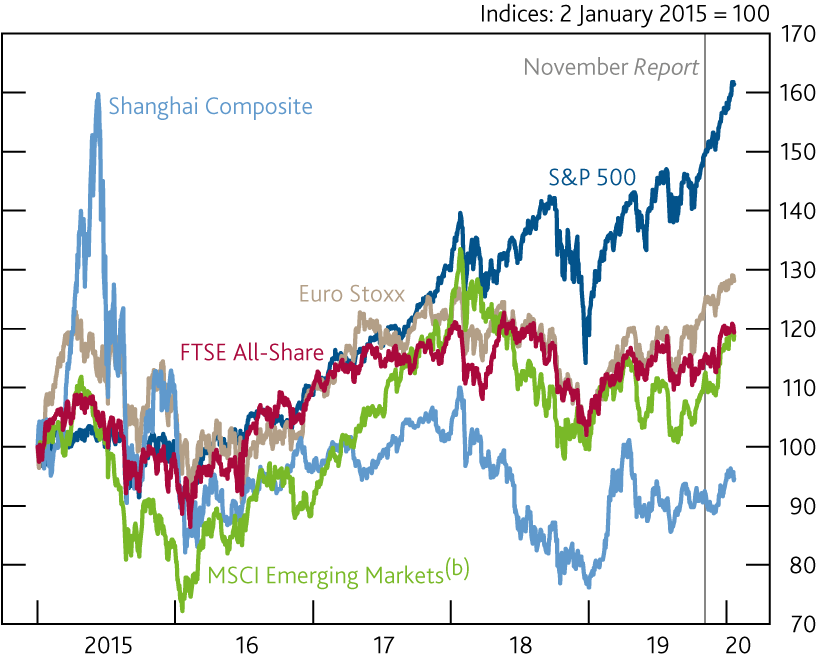 Indices: 2 January 2015 = 100
170
November Report
160
Shanghai Composite
150
S&P 500
140
130
Euro Stoxx
120
FTSE All-Share
110
100
90
80
MSCI Emerging Markets(b)
70
2015 16 17 18 19 20